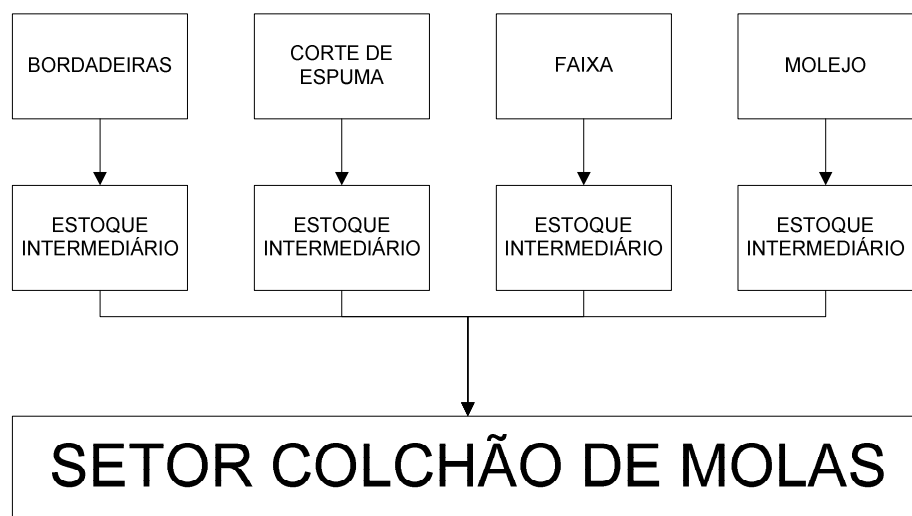 BORDADEIRAS
CORTE DE
ESPUMA
FAIXA
MOLEJO
ESTOQUE
INTERMEDIÁRIO
ESTOQUE
INTERMEDIÁRIO
ESTOQUE
INTERMEDIÁRIO
ESTOQUE
INTERMEDIÁRIO
SETOR COLCHÃO DE MOLAS